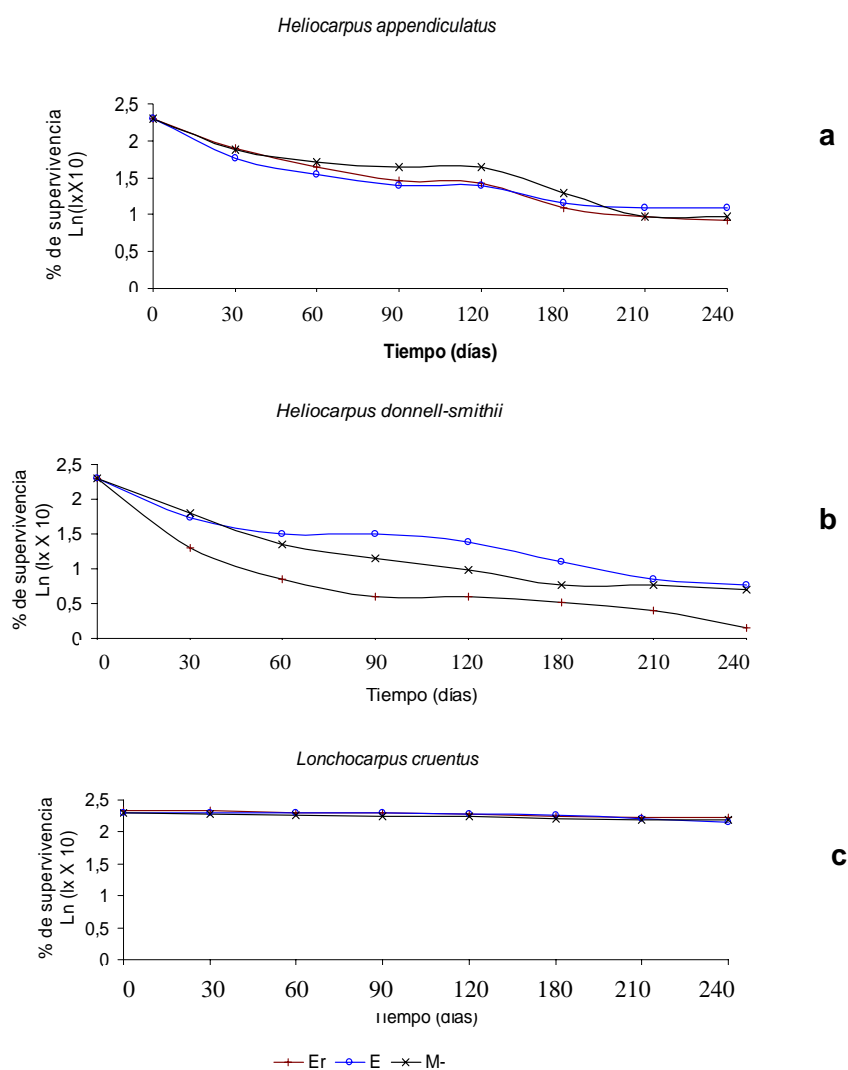 Heliocarpus appendiculatus
a
% de supervivencia
Ln(lxX10)
2,5
2
1,5
1
0,5
0
0 30 60 90 120 180 210 240
Tiempo (días)
Heliocarpus donnell-smithii
b
% de supervivencia
Ln (lx X 10)
2,5
2
1,5
1
0,5
0
0 30 60 90 120 180 210 240
Tiempo (días)
Lonchocarpus cruentus
c
% de supervivencia
Ln (lx X 10)
2,5
2
1,5
1
0,5
0
0 30 60 90 120 180 210 240
Tiempo (días)
Er E M-